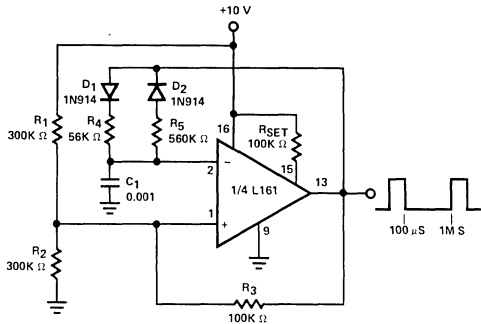 +10 V
D1
1N914
D2
1N914
R1
300K Ω
R4
56K Ω
R5
560K Ω
16
RSET
100K Ω
15
2
−
C1
0.001
1/4 L161
13
1
+
9
100 μS
1M S
R2
300K Ω
R3
100K Ω